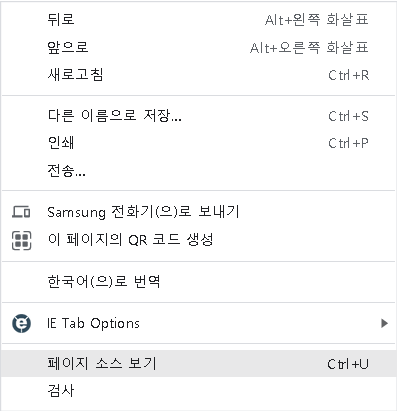 뒤로 Alt+왼쪽 화살표
앞으로 Alt+오른쪽 화살표
새로고침 Ctrl+R
다른 이름으로 저장... Ctrl+S
인쇄 Ctrl+P
전송...
Samsung 전화기(으)로 보내기
이 페이지의 QR 코드 생성
한국어(으)로 번역
IE Tab Options
페이지 소스 보기 Ctrl+U
검사